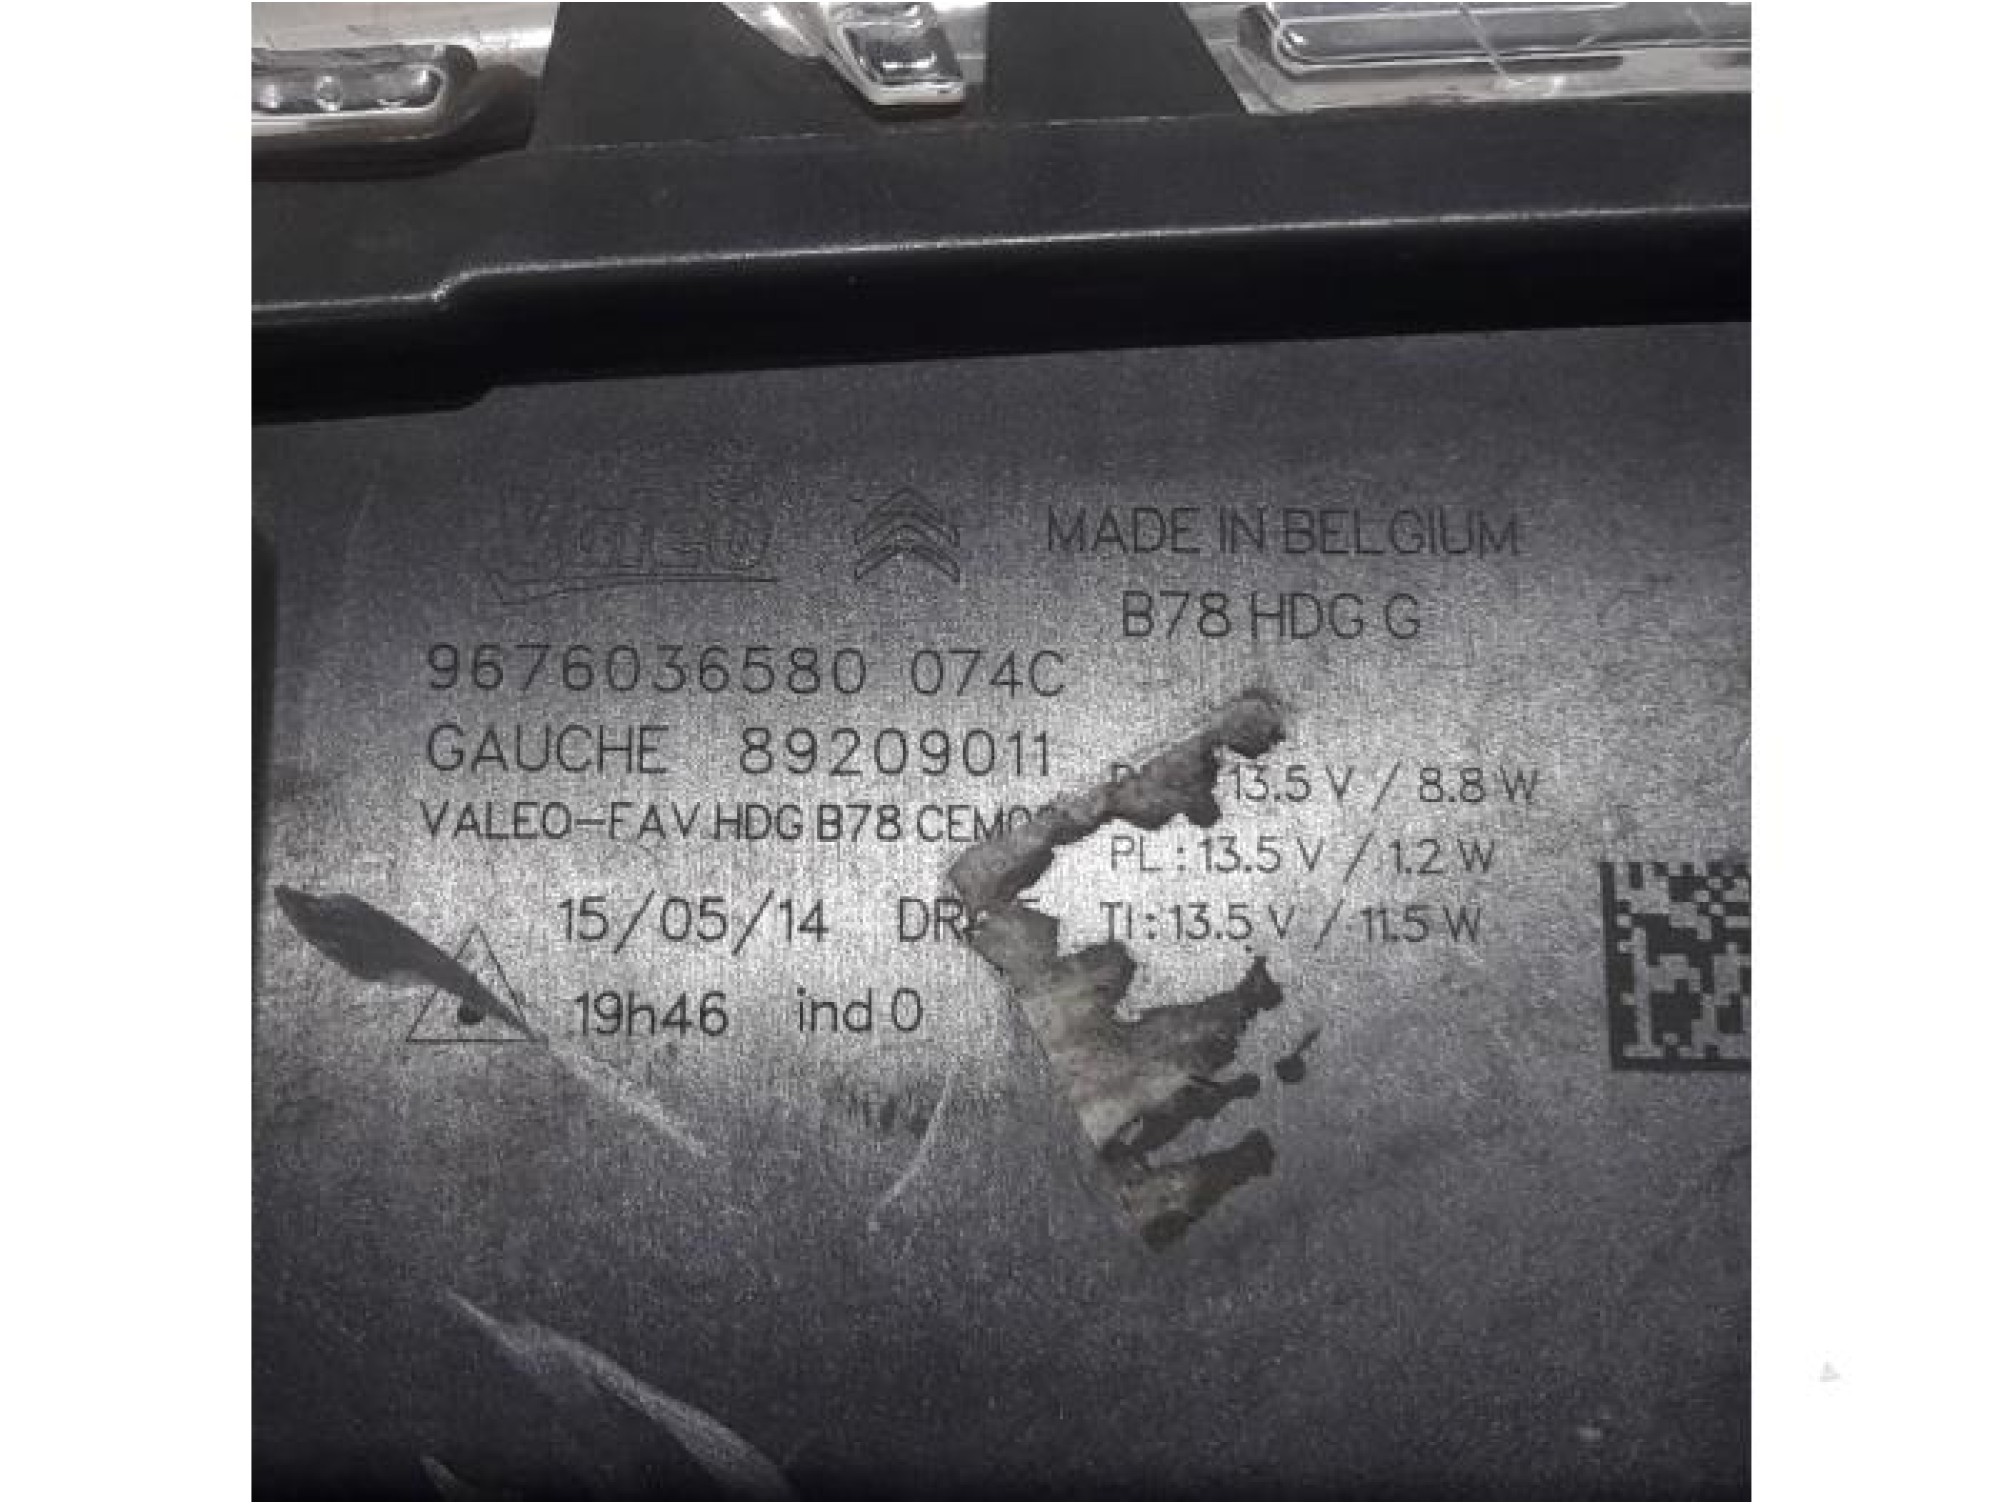 MADE IN BELGIUM
B78 HDG G
9676036580 074C
GAUCHE 89209011
VALEO-FAV.HDG B78
15/05/14
19h46 ind 0
13.5 V / 8.8 W
PL : 13.5 V / 1.2 W
TI : 13.5 V / 11.5 W